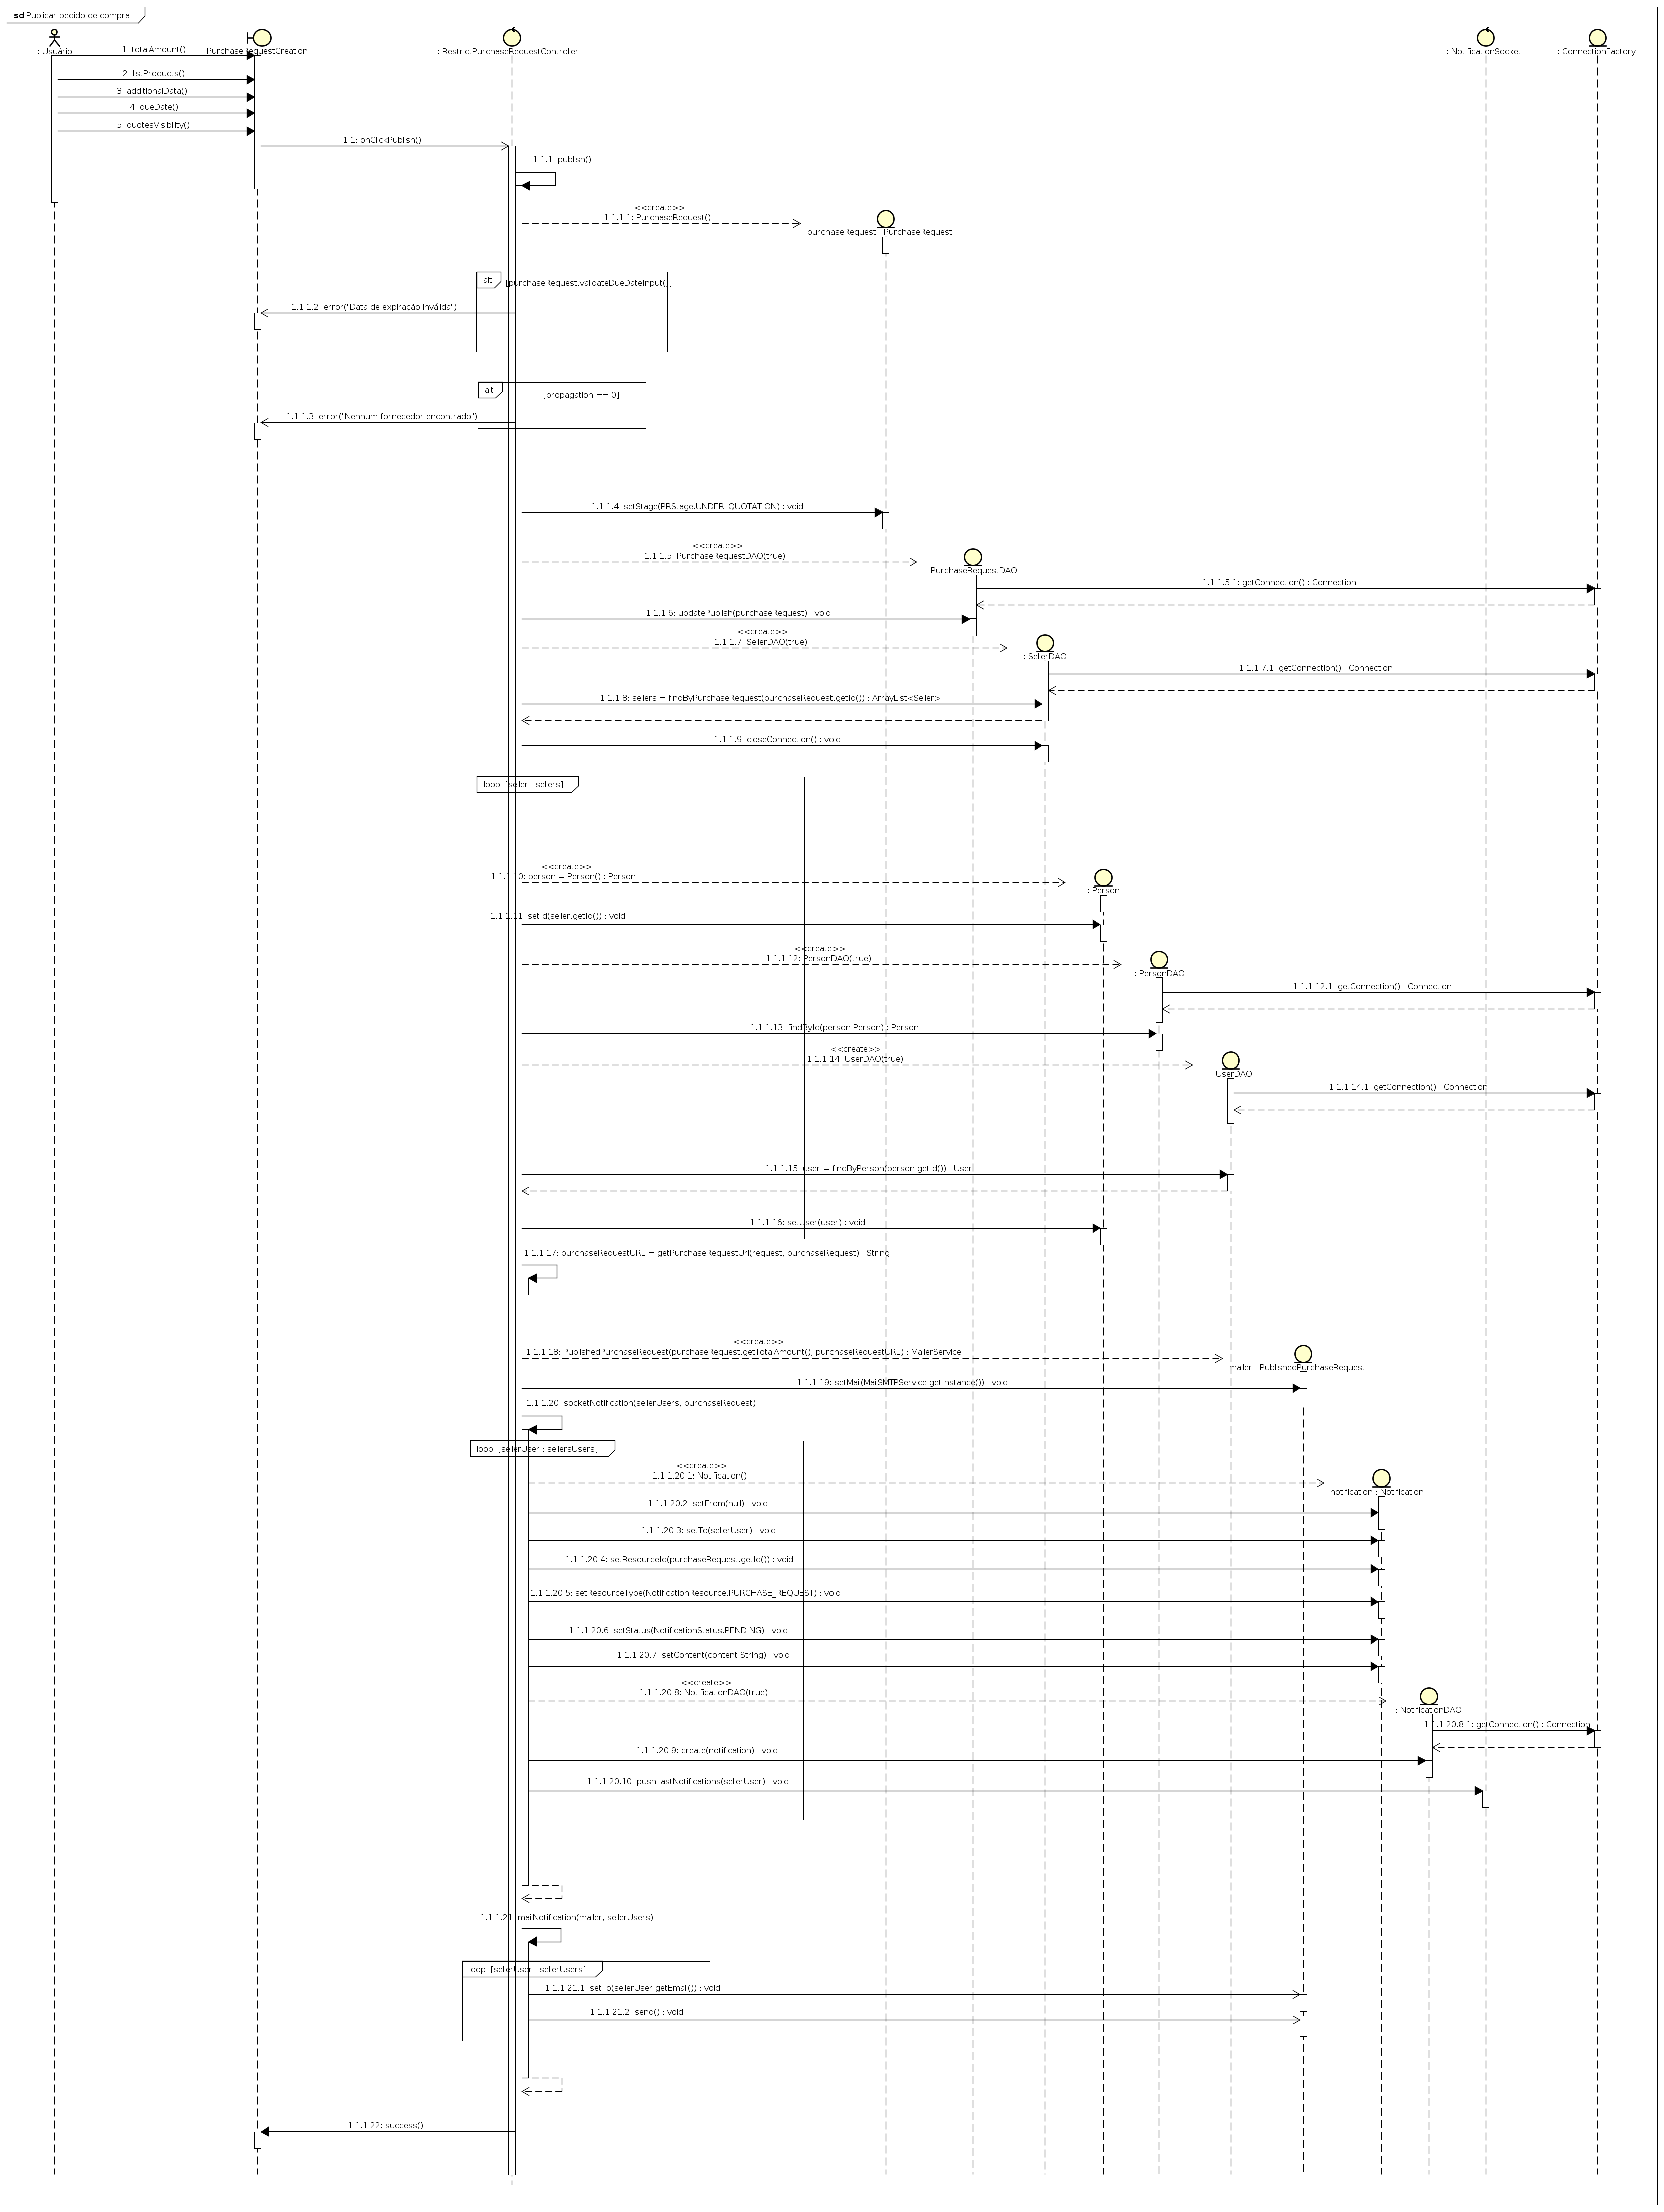 sd Publicar pedido de compra
: Usuário
: PurchaseRequestCreation
: RestrictPurchaseRequestController
: NotificationSocket
: ConnectionFactory
1: totalAmount()
2: listProducts()
3: additionalData()
4: dueDate()
5: quotesVisibility()
1.1: onClickPublish()
1.1.1: publish()
<<create>>
1.1.1.1: PurchaseRequest()
purchaseRequest : PurchaseRequest
alt
[purchaseRequest.validateDueDateInput()]
1.1.1.2: error("Data de expiração inválida")
alt
[propagation == 0]
1.1.1.3: error("Nenhum fornecedor encontrado")
1.1.1.4: setStage(PRStage.UNDER_QUOTATION) : void
<<create>>
1.1.1.5: PurchaseRequestDAO(true)
: PurchaseRequestDAO
1.1.1.5.1: getConnection() : Connection
1.1.1.6: updatePublish(purchaseRequest) : void
<<create>>
1.1.1.7: SellerDAO(true)
: SellerDAO
1.1.1.7.1: getConnection() : Connection
1.1.1.8: sellers = findByPurchaseRequest(purchaseRequest.getId()) : ArrayList<Seller>
1.1.1.9: closeConnection() : void
loop [seller : sellers]
<<create>>
1.1.1.10: person = Person() : Person
: Person
1.1.1.11: setId(seller.getId()) : void
<<create>>
1.1.1.12: PersonDAO(true)
: PersonDAO
1.1.1.12.1: getConnection() : Connection
1.1.1.13: findById(person:Person) : Person
<<create>>
1.1.1.14: UserDAO(true)
: UserDAO
1.1.1.14.1: getConnection() : Connection
1.1.1.15: user = findByPerson(person.getId()) : User
1.1.1.16: setUser(user) : void
1.1.1.17: purchaseRequestURL = getPurchaseRequestUrl(request, purchaseRequest) : String
<<create>>
1.1.1.18: PublishedPurchaseRequest(purchaseRequest.getTotalAmount(), purchaseRequestURL) : MailerService
mailer : PublishedPurchaseRequest
1.1.1.19: setMail(MailSMTPService.getInstance()) : void
1.1.1.20: socketNotification(sellerUsers, purchaseRequest)
loop [sellerUser : sellersUsers]
<<create>>
1.1.1.20.1: Notification()
notification : Notification
1.1.1.20.2: setFrom(null) : void
1.1.1.20.3: setTo(sellerUser) : void
1.1.1.20.4: setResourceId(purchaseRequest.getId()) : void
1.1.1.20.5: setResourceType(NotificationResource.PURCHASE_REQUEST) : void
1.1.1.20.6: setStatus(NotificationStatus.PENDING) : void
1.1.1.20.7: setContent(content:String) : void
<<create>>
1.1.1.20.8: NotificationDAO(true)
: NotificationDAO
1.1.1.20.8.1: getConnection() : Connection
1.1.1.20.9: create(notification) : void
1.1.1.20.10: pushLastNotifications(sellerUser) : void
1.1.1.21: mailNotification(mailer, sellerUsers)
loop [sellerUser : sellerUsers]
1.1.1.21.1: setTo(sellerUser.getEmail()) : void
1.1.1.21.2: send() : void
1.1.1.22: success()